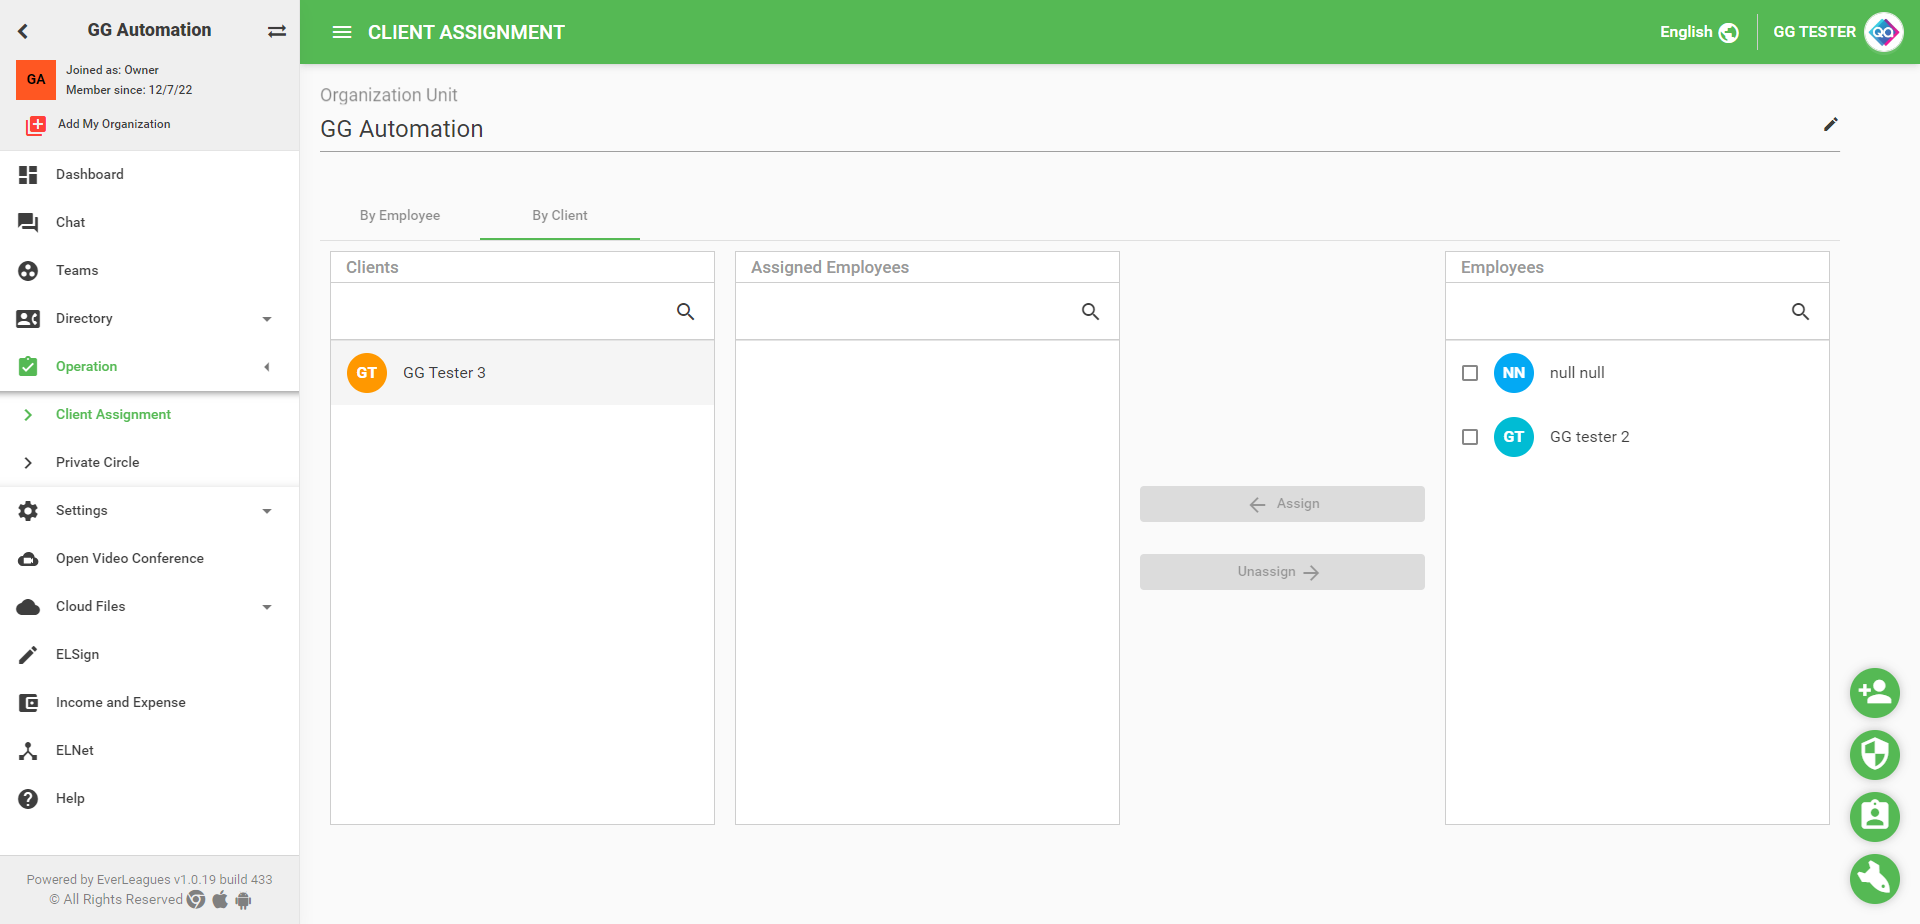 GG Automation
GA
Joined as: Owner
Member since: 12/7/22
Add My Organization
Dashboard
Chat
Teams
Directory
Operation
Client Assignment
Private Circle
Settings
Open Video Conference
Cloud Files
ELSign
Income and Expense
ELNet
Help
Powered by EverLeagues v1.0.19 build 433
© All Rights Reserved
CLIENT ASSIGNMENT
English
GG TESTER
QA
Organization Unit
GG Automation
By Employee
By Client
Clients
GT
GG Tester 3
Assigned Employees
Assign
Unassign
Employees
NN
null null
GT
GG tester 2